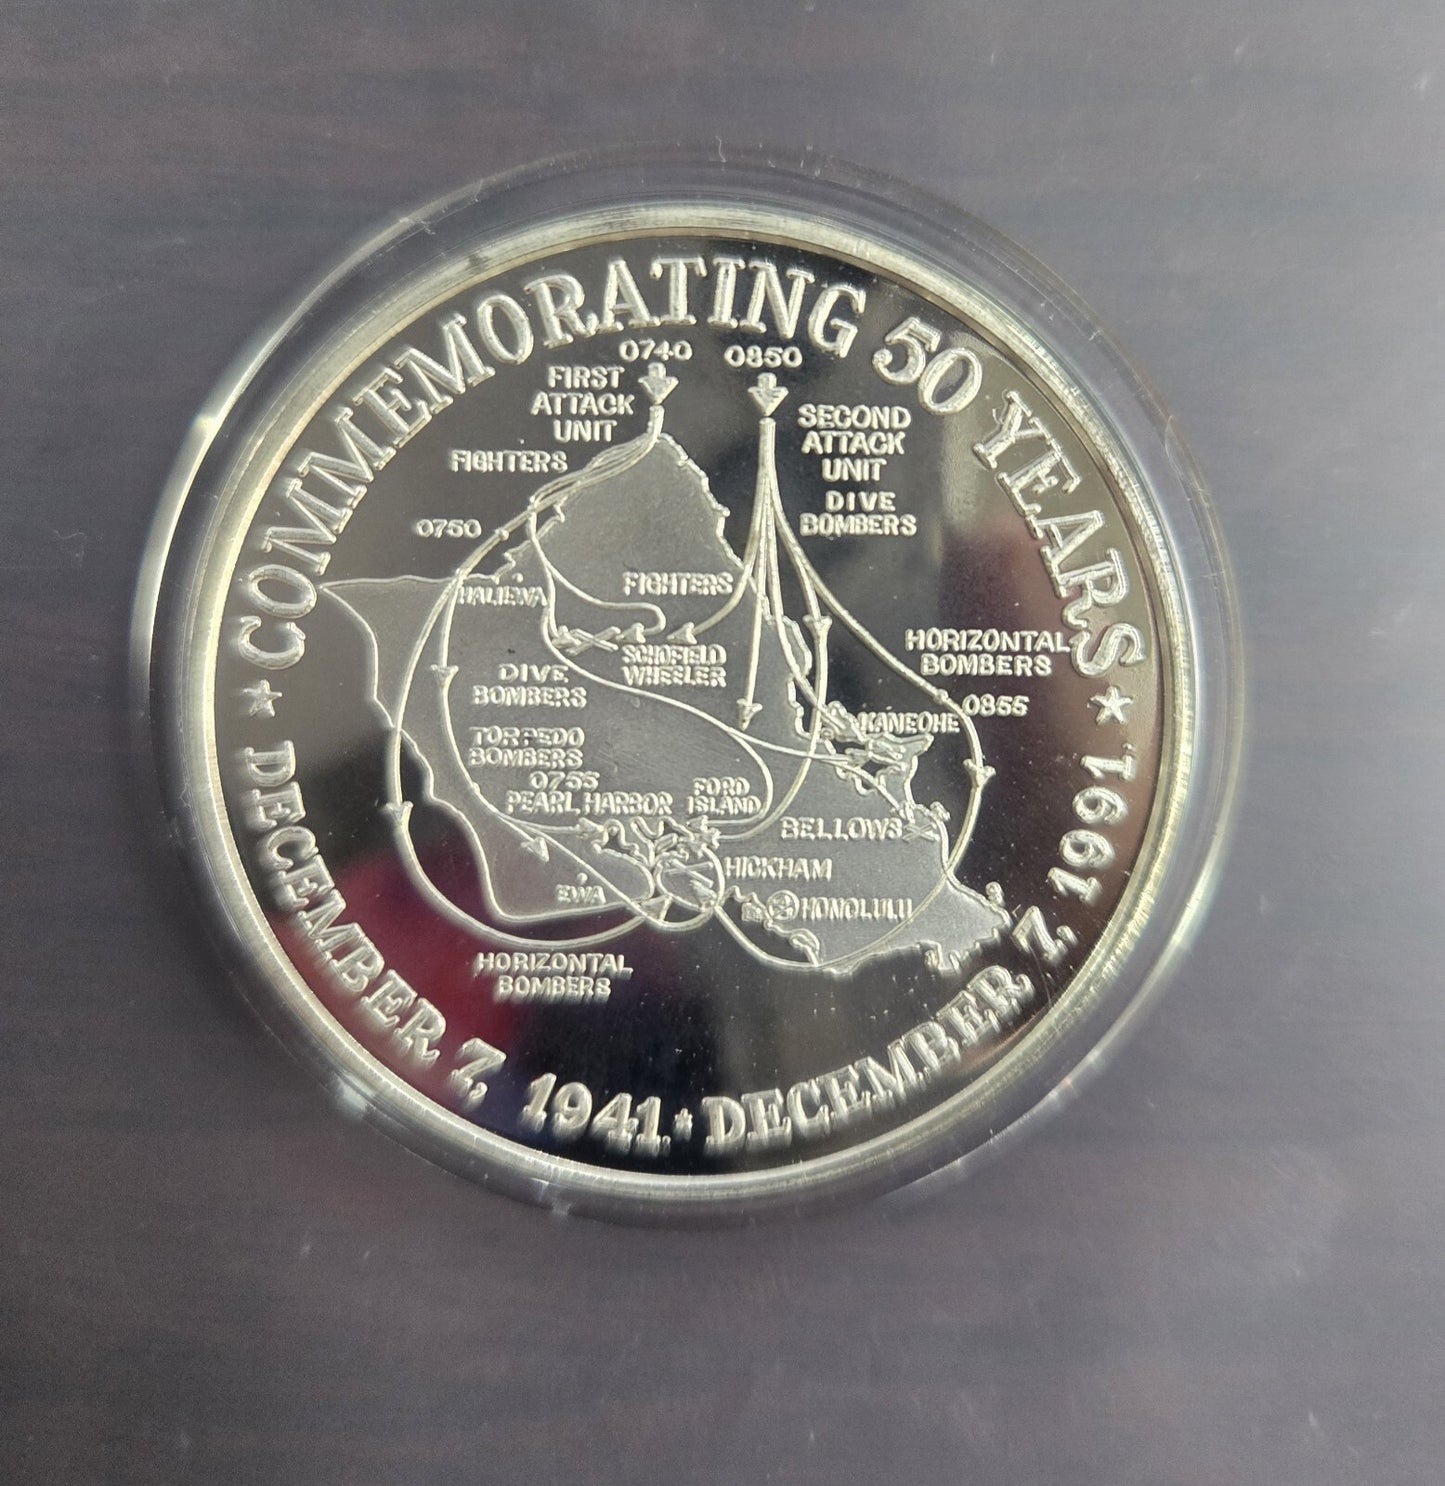 COMMEMORATING 50 YEARS
0740
0850
FIRST
ATTACK
UNIT
SECOND
ATTACK
UNIT
FIGHTERS
DIVE
BOMBERS
0750
HALIEWA
FIGHTERS
HORIZONTAL
BOMBERS
SCHOFIELD
WHEELER
DIVE
BOMBERS
0855
KANEOHE
TORPEDO
BOMBERS
0755
PEARL HARBOR
FORD
ISLAND
BELLOWS
HICKHAM
EWA
HONOLULU
HORIZONTAL
BOMBERS
DECEMBER 7, 1941 ★ DECEMBER 7, 1991